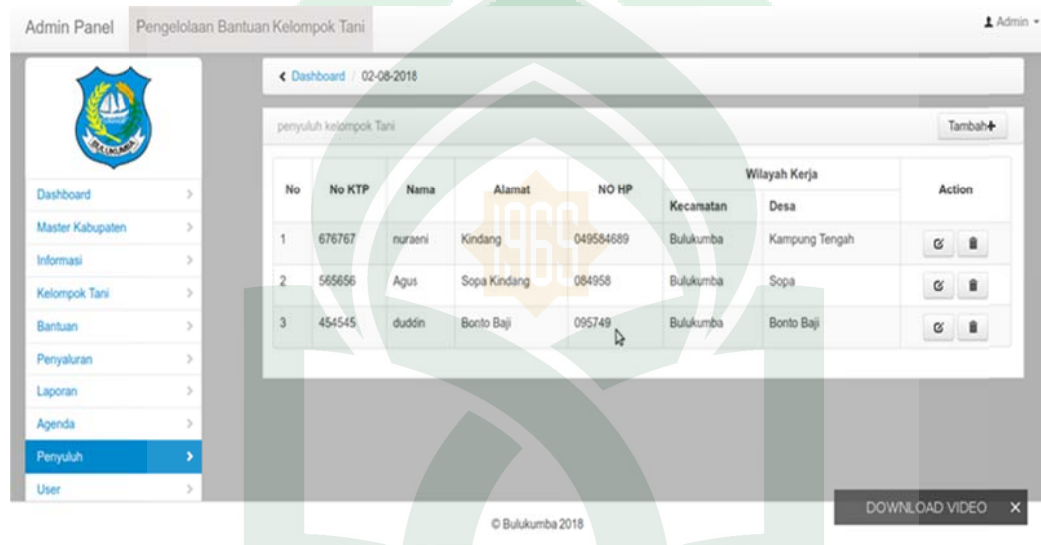 Admin Panel Pengelolaan Bantuan Kelompok Tani Admin
Dashboard / 02-08-2018
BULUKUMBA
penyuluh kelompok Tani Tambah+
No No KTP Nama Alamat NO HP Wilayah Kerja Action
Kecamatan Desa
1 676767 nuraeni Kindang 049584689 Bulukumba Kampung Tengah
2 565656 Agus Sopa Kindang 084958 Bulukumba Sopa
3 454545 duddin Bonto Baji 095749 Bulukumba Bonto Baji
Dashboard
Master Kabupaten
Informasi
Kelompok Tani
Bantuan
Penyaluran
Laporan
Agenda
Penyuluh
User
1969
DOWNLOAD VIDEO X
© Bulukumba 2018